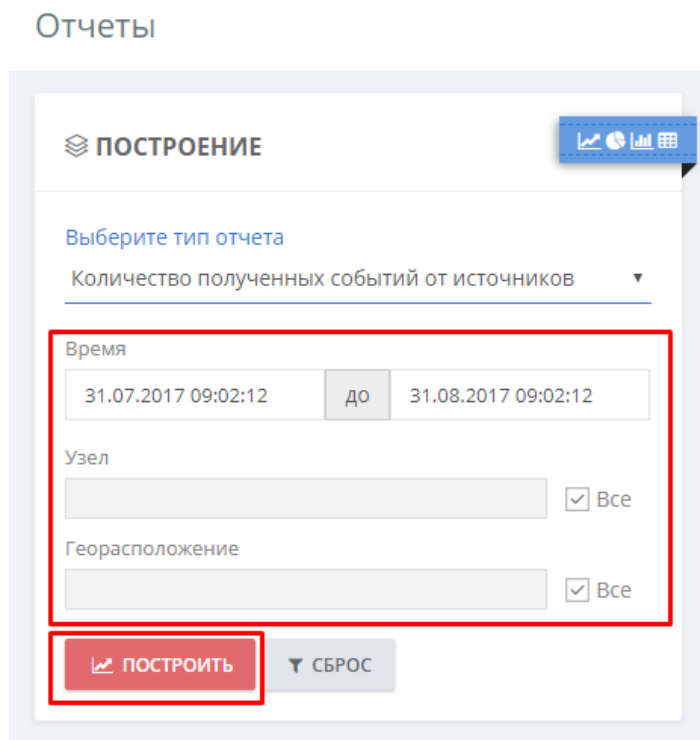 Отчеты
ПОСТРОЕНИЕ
Выберите тип отчета
Количество полученных событий от источников
Время
31.07.2017 09:02:12 до 31.08.2017 09:02:12
Узел
Все
Георасположение
Все
ПОСТРОИТЬ СБРОС